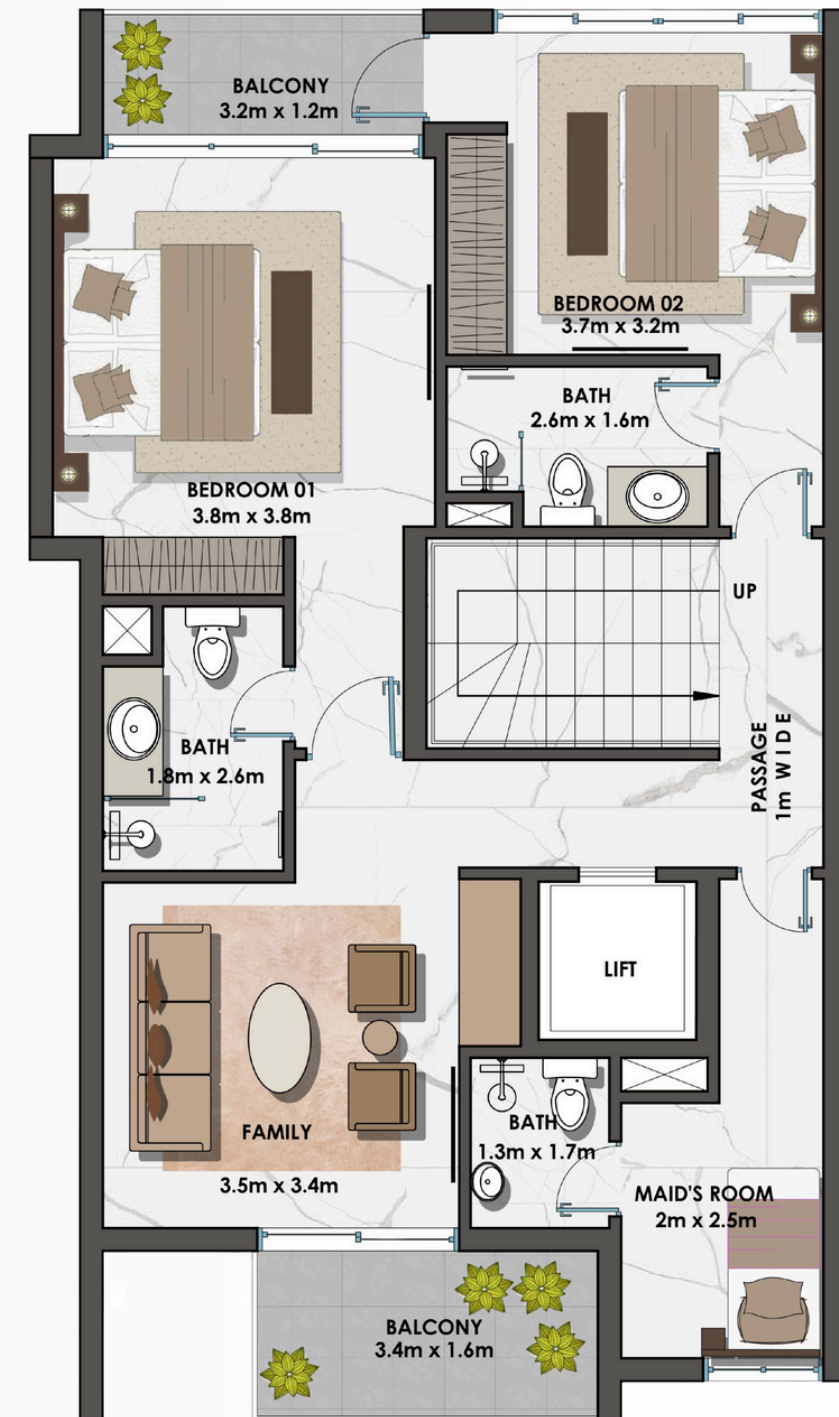 BALCONY
3.2m x 1.2m
BEDROOM 02
3.7m x 3.2m
BATH
2.6m x 1.6m
BEDROOM 01
3.8m x 3.8m
UP
BATH
1.8m x 2.6m
PASSAGE
1m WIDE
LIFT
FAMILY
3.5m x 3.4m
BATH
1.3m x 1.7m
MAID'S ROOM
2m x 2.5m
BALCONY
3.4m x 1.6m